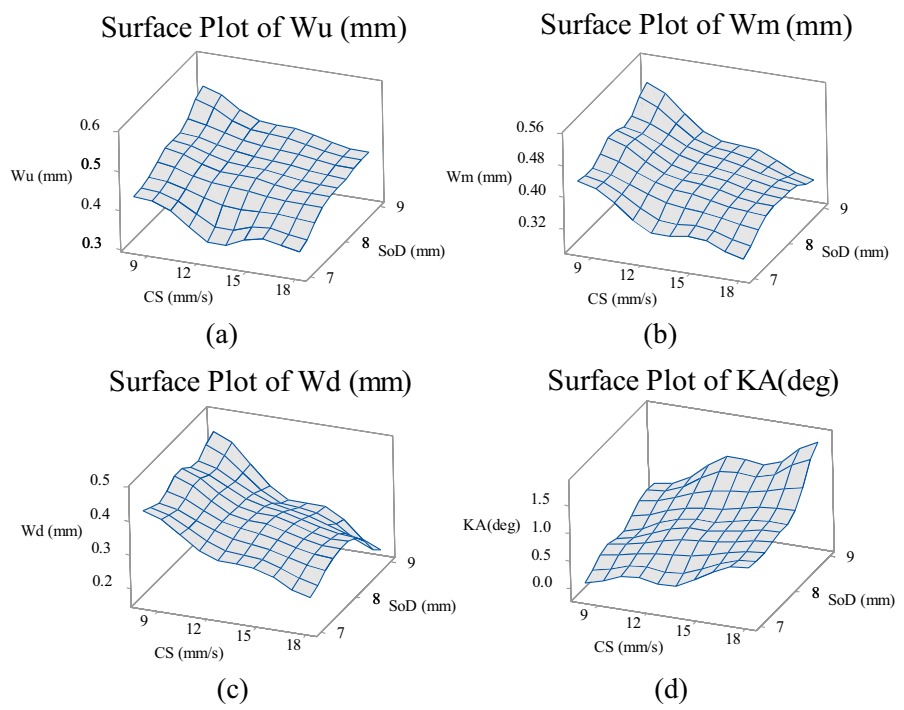 Surface Plot of Wu (mm)
0.6
0.5
Wu (mm)
0.4
0.3
9
12
15
18
CS (mm/s)
7
8
9
SoD (mm)
(a)
Surface Plot of Wm (mm)
0.56
0.48
Wm (mm)
0.40
0.32
9
12
15
18
CS (mm/s)
7
8
9
SoD (mm)
(b)
Surface Plot of Wd (mm)
0.5
0.4
Wd (mm)
0.3
0.2
9
12
15
18
CS (mm/s)
7
8
9
SoD (mm)
(c)
Surface Plot of KA(deg)
1.5
1.0
KA(deg)
0.5
0.0
9
12
15
18
CS (mm/s)
7
8
9
SoD (mm)
(d)